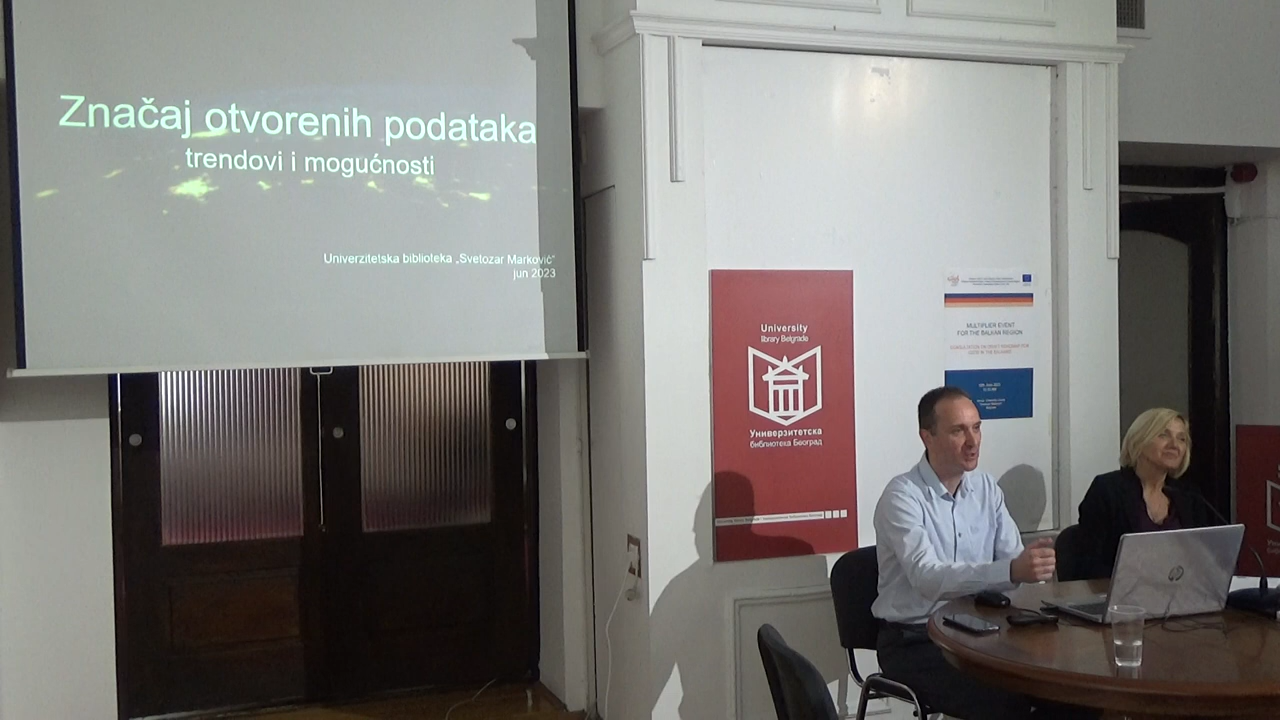 Značaj otvorenih podataka
trendovi i mogućnosti
Univerzitetska biblioteka „Svetozar Marković“
jun 2023
University
library Belgrade
Универзитетска
библиотека Београд
MULTIPLIER EVENT
FOR THE BALKAN REGION
hp